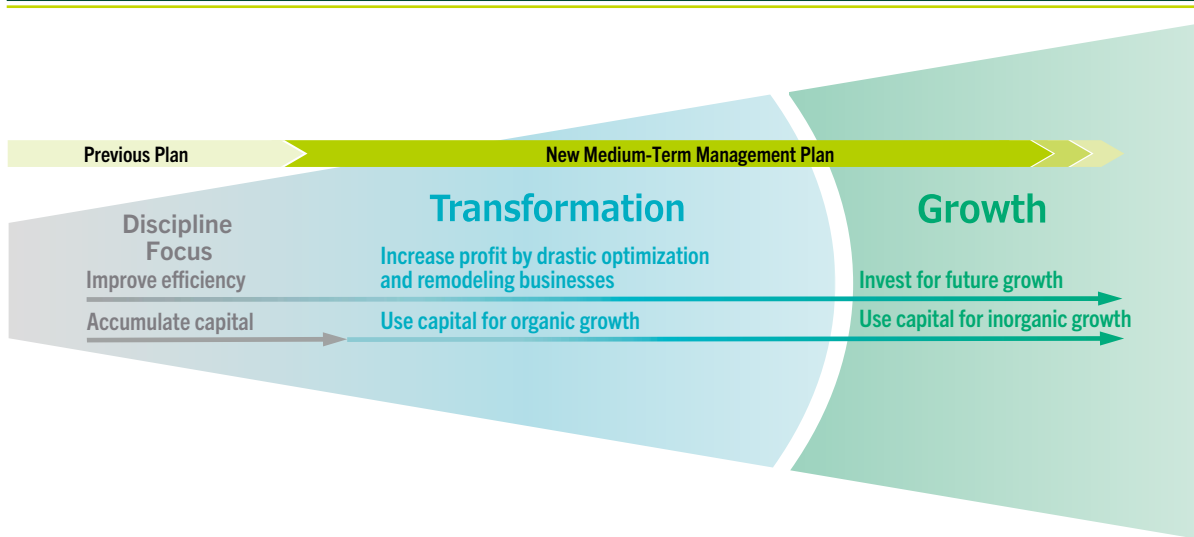 Previous Plan
New Medium-Term Management Plan
Discipline
Focus
Improve efficiency
Accumulate capital
Transformation
Increase profit by drastic optimization
and remodeling businesses
Use capital for organic growth
Growth
Invest for future growth
Use capital for inorganic growth